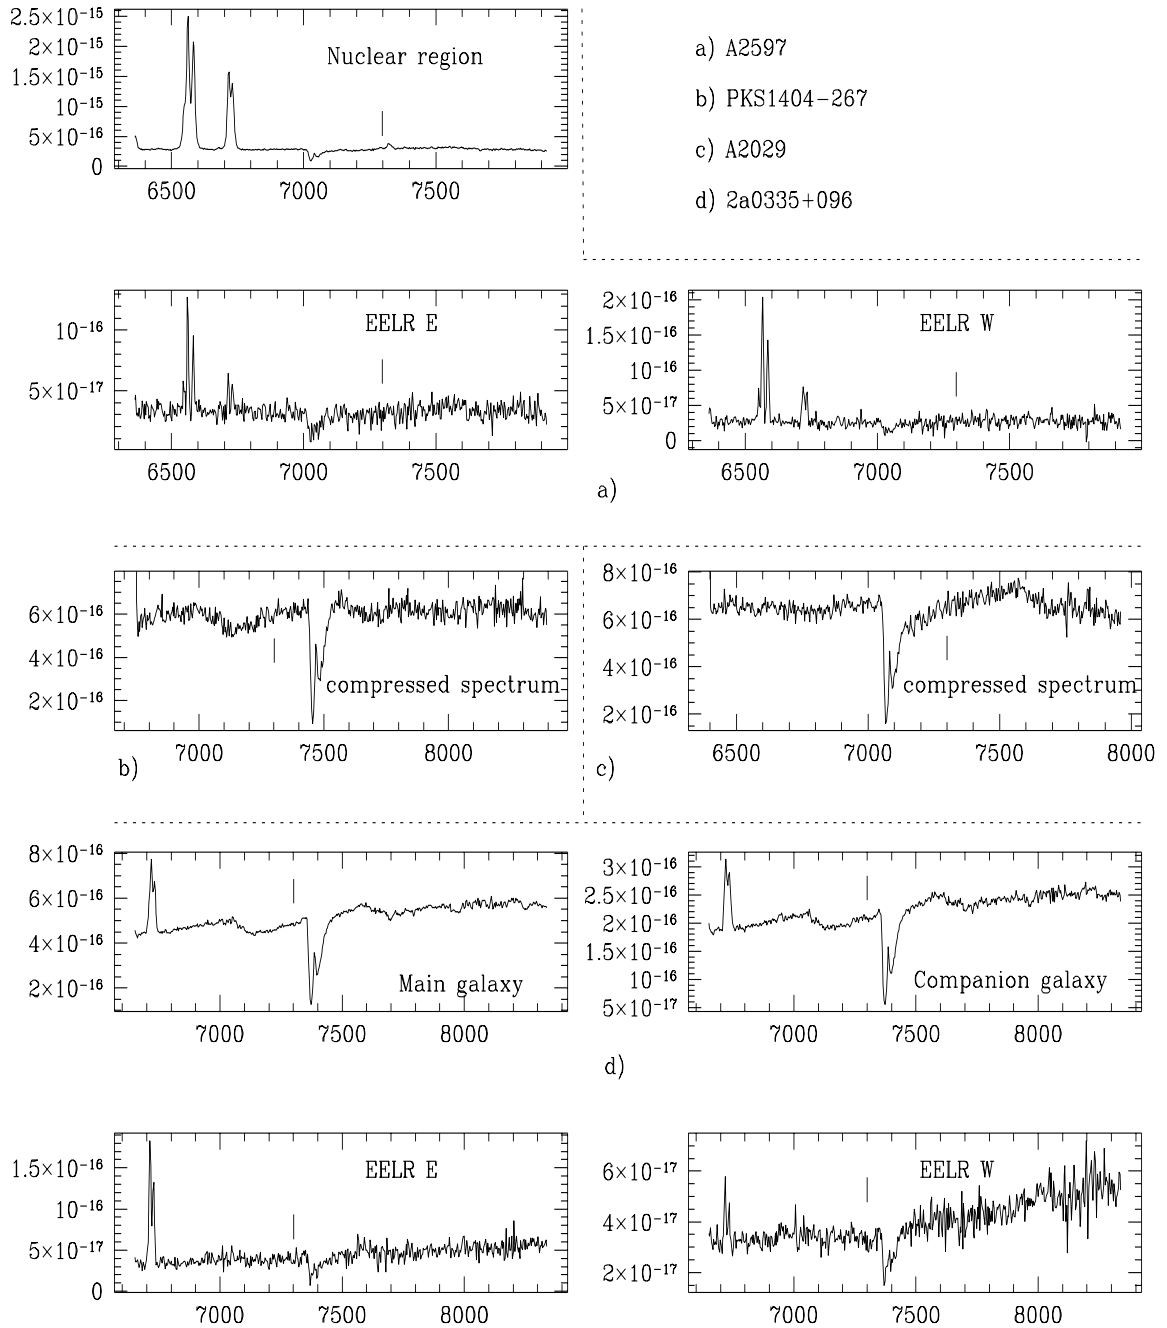 2.5×10⁻¹⁵
2×10⁻¹⁵
1.5×10⁻¹⁵
10⁻¹⁵
5×10⁻¹⁶
0
Nuclear region
6500 7000 7500
a) A2597
b) PKS1404-267
c) A2029
d) 2a0335+096
10⁻¹⁶
5×10⁻¹⁷
EELR E
6500 7000 7500
2×10⁻¹⁶
1.5×10⁻¹⁶
10⁻¹⁶
5×10⁻¹⁷
0
EELR W
6500 7000 7500
a)
6×10⁻¹⁶
4×10⁻¹⁶
2×10⁻¹⁶
compressed spectrum
7000 7500 8000
b)
8×10⁻¹⁶
6×10⁻¹⁶
4×10⁻¹⁶
2×10⁻¹⁶
compressed spectrum
6500 7000 7500 8000
c)
8×10⁻¹⁶
6×10⁻¹⁶
4×10⁻¹⁶
2×10⁻¹⁶
Main galaxy
7000 7500 8000
3×10⁻¹⁶
2.5×10⁻¹⁶
2×10⁻¹⁶
1.5×10⁻¹⁶
10⁻¹⁶
5×10⁻¹⁷
Companion galaxy
7000 7500 8000
d)
1.5×10⁻¹⁶
10⁻¹⁶
5×10⁻¹⁷
0
EELR E
7000 7500 8000
6×10⁻¹⁷
4×10⁻¹⁷
2×10⁻¹⁷
EELR W
7000 7500 8000